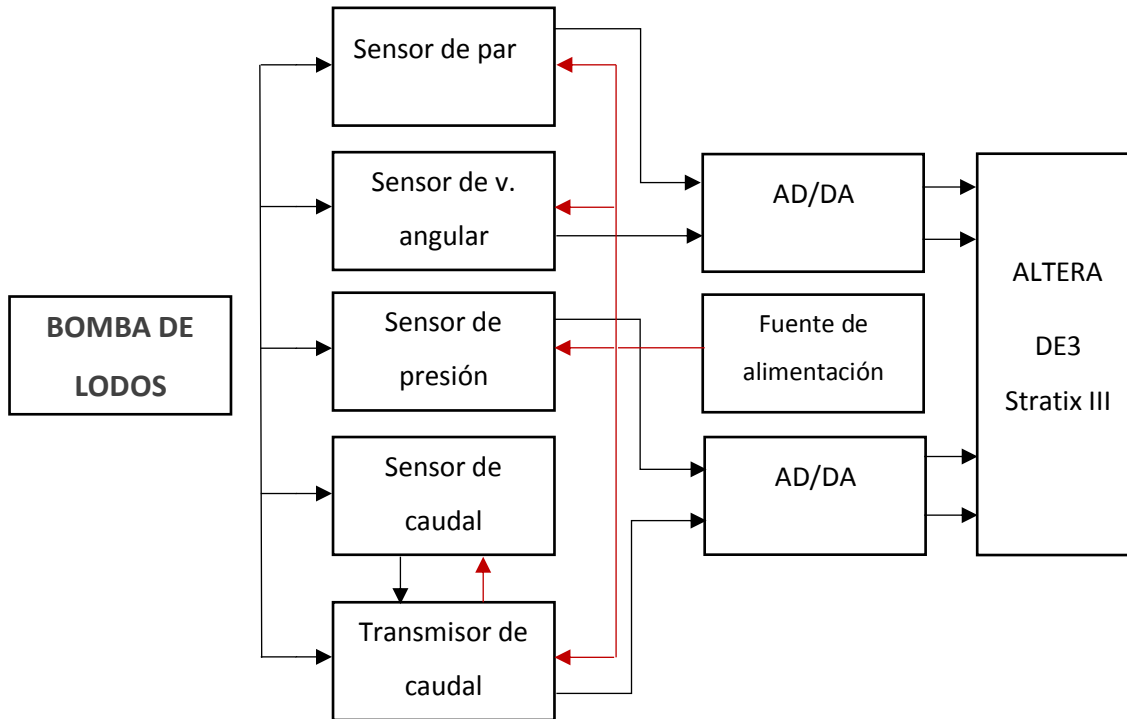 Sensor de par
Sensor de v.
angular
AD/DA
BOMBA DE
LODOS
Sensor de
presión
Fuente de
alimentación
ALTERA
DE3
Stratix III
Sensor de
caudal
AD/DA
Transmisor de
caudal